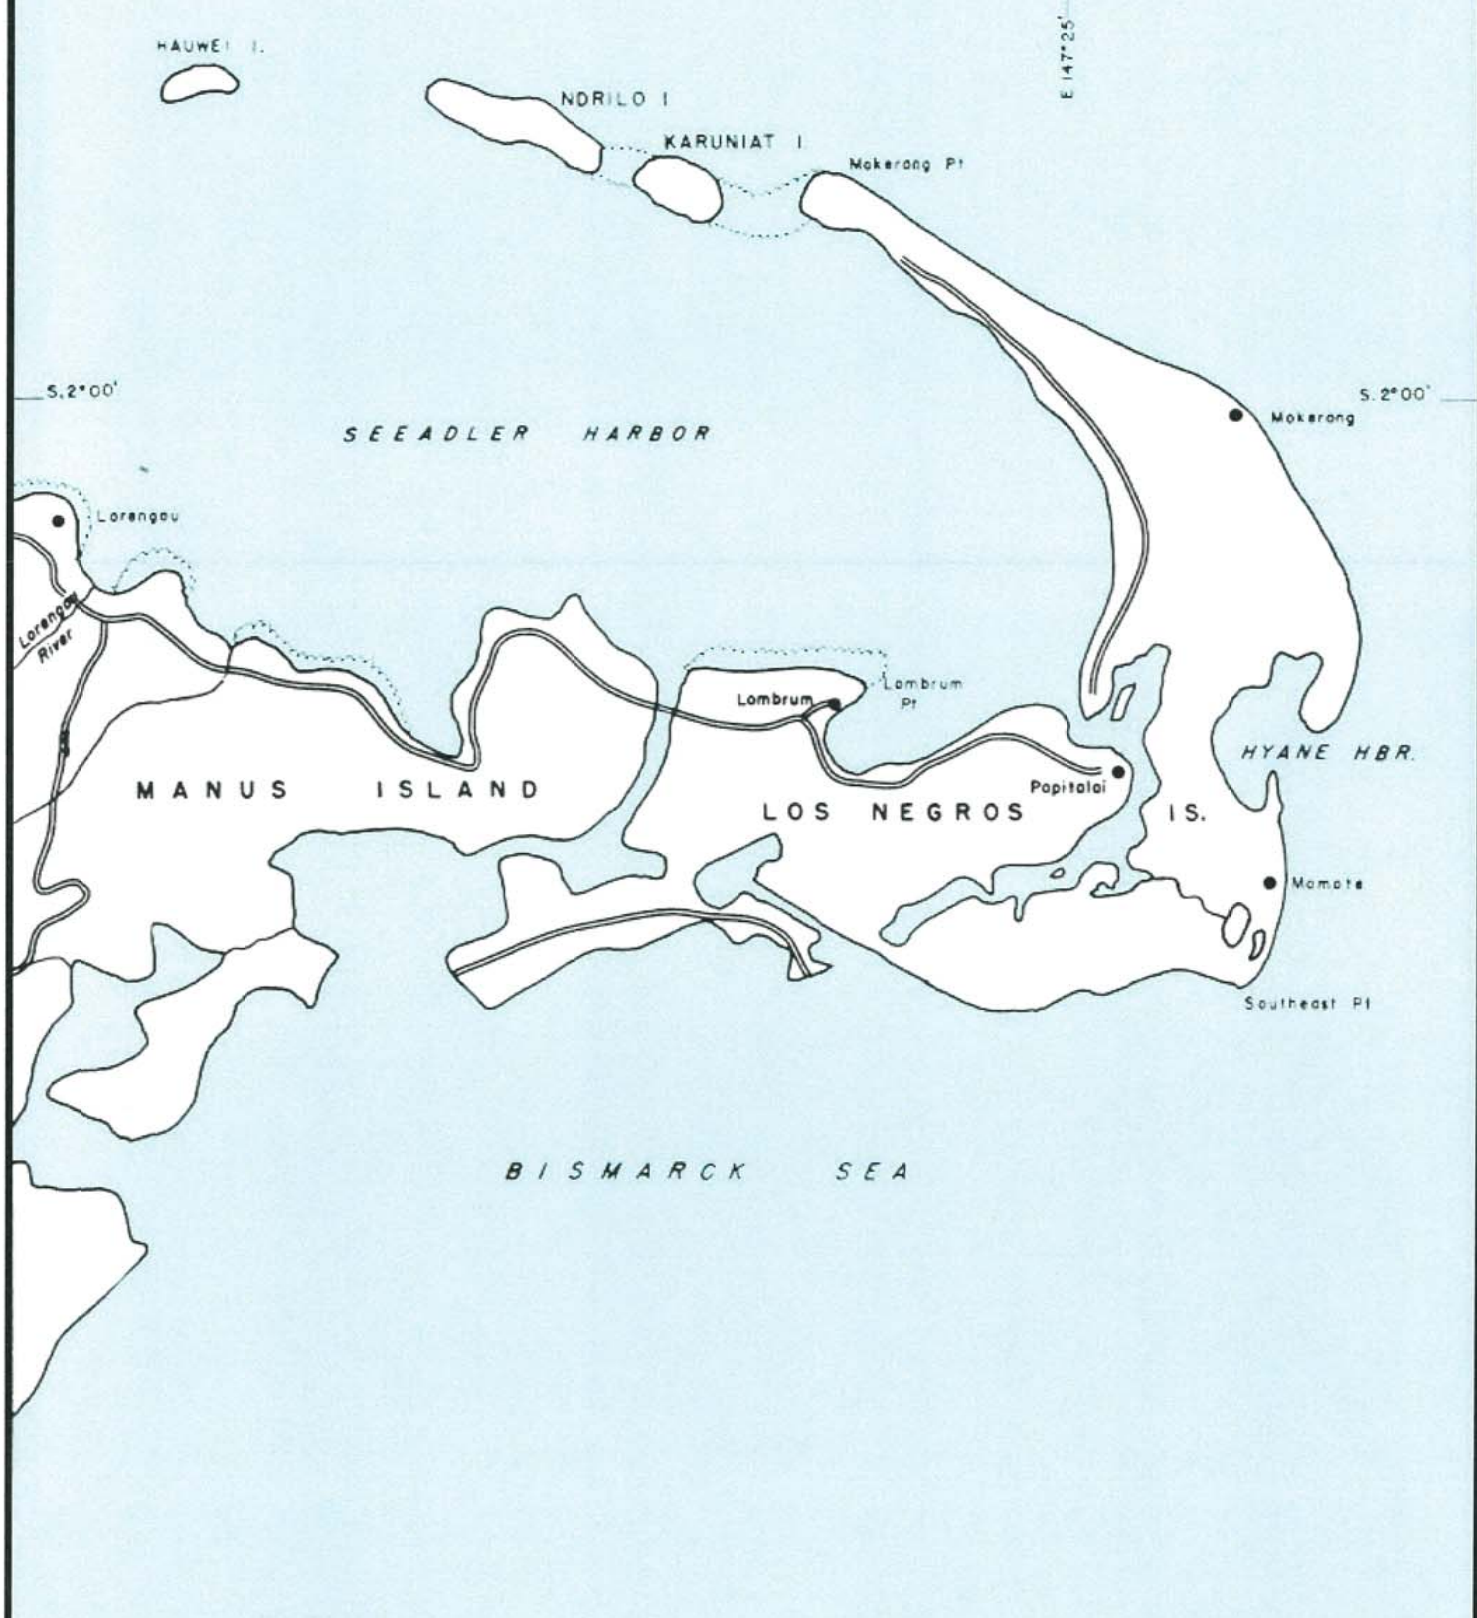 E 147°25'
HAUWEI I.
NDRILO I
KARUNIAT I.
Mokerang Pt
S. 2°00'
S. 2°00'
Mokerang
SEEADLER HARBOR
Lorengau
Lorengau
River
Lombrum
Lombrum
Pt
HYANE HBR.
MANUS ISLAND
Papitalai
LOS NEGROS IS.
Momote
Southeast Pt
BISMARCK SEA